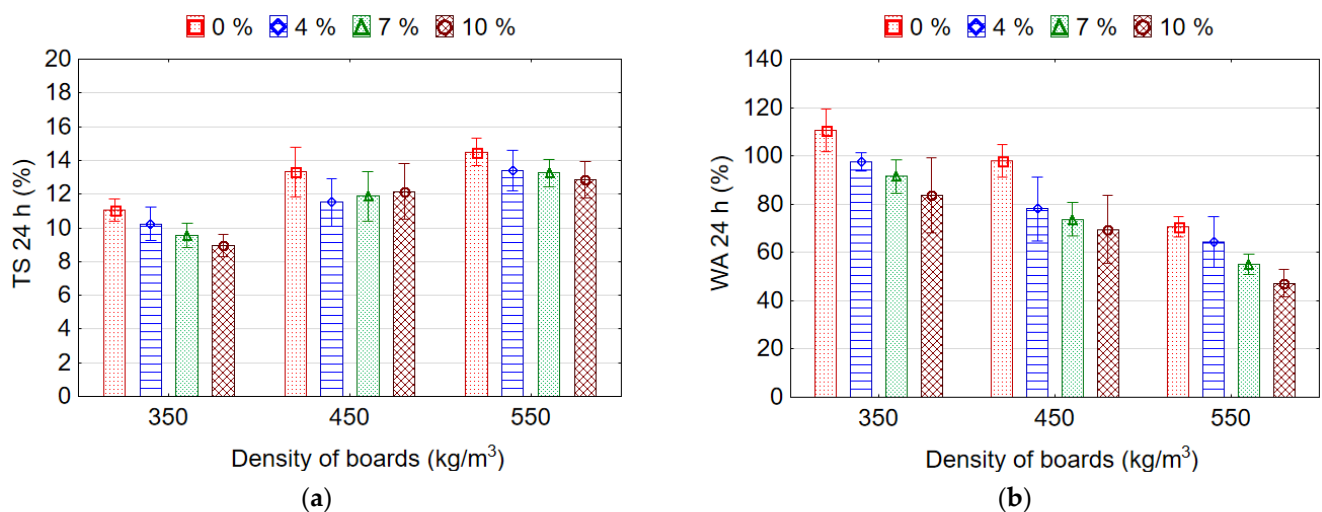 0 % 4 % 7 % 10 %
20
18
16
14
12
10
8
6
4
2
0
TS 24 h (%)
350 450 550
Density of boards (kg/m³)
(a)
0 % 4 % 7 % 10 %
140
120
100
80
60
40
20
0
WA 24 h (%)
350 450 550
Density of boards (kg/m³)
(b)